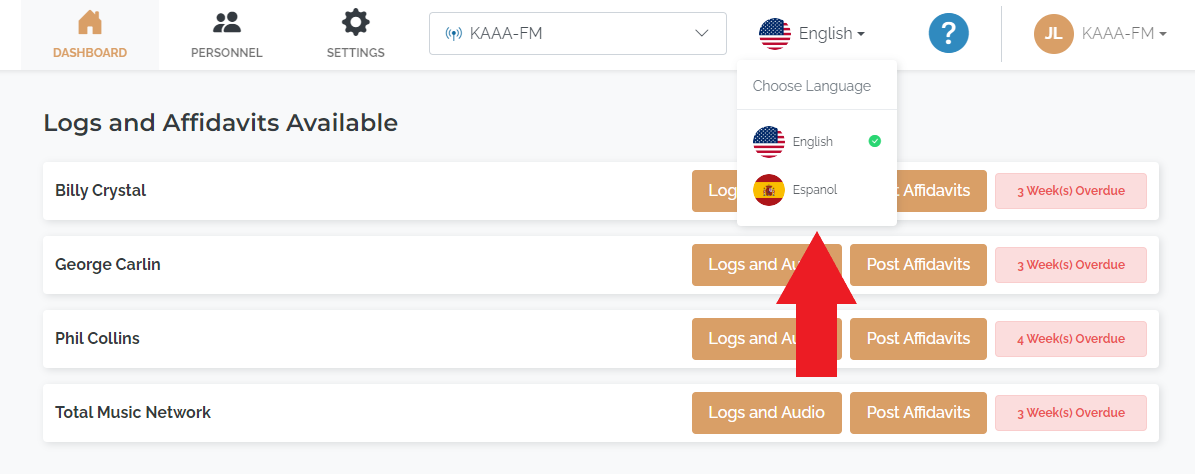 DASHBOARD
PERSONNEL
SETTINGS
KAAA-FM
English
?
JL
KAAA-FM
Choose Language
English
Espanol
Logs and Affidavits Available
Billy Crystal
Log
t Affidavits
3 Week(s) Overdue
George Carlin
Logs and Au
Post Affidavits
3 Week(s) Overdue
Phil Collins
Logs and Au
Post Affidavits
4 Week(s) Overdue
Total Music Network
Logs and Audio
Post Affidavits
3 Week(s) Overdue